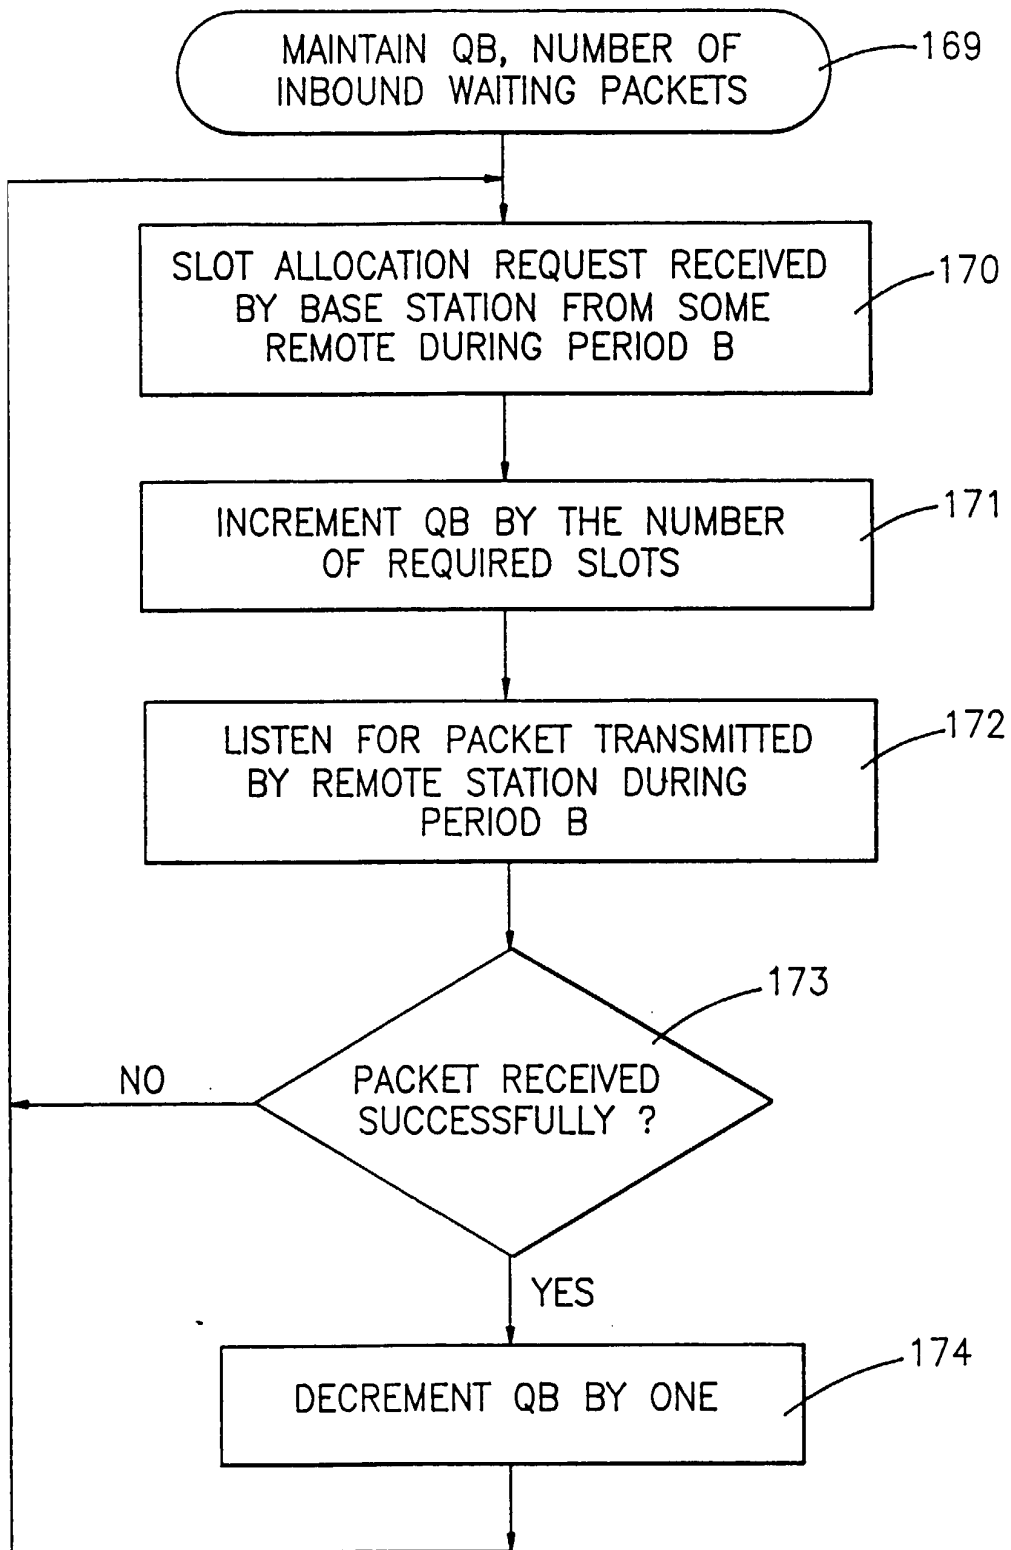 MAINTAIN QB, NUMBER OF
INBOUND WAITING PACKETS
169
SLOT ALLOCATION REQUEST RECEIVED
BY BASE STATION FROM SOME
REMOTE DURING PERIOD B
170
INCREMENT QB BY THE NUMBER
OF REQUIRED SLOTS
171
LISTEN FOR PACKET TRANSMITTED
BY REMOTE STATION DURING
PERIOD B
172
173
NO
PACKET RECEIVED
SUCCESSFULLY ?
YES
174
DECREMENT QB BY ONE